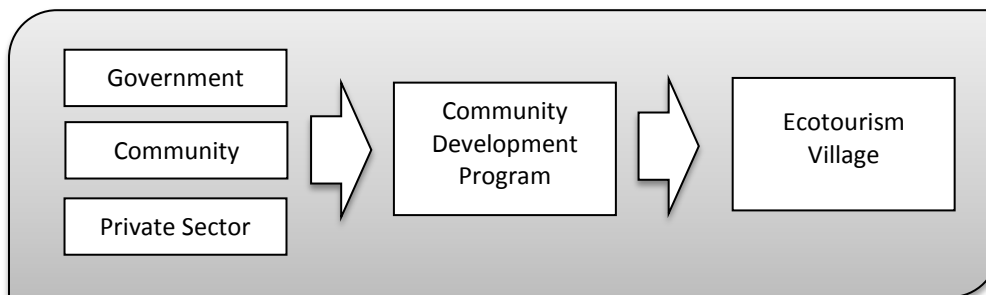 Government
Community
Private Sector
Community
Development
Program
Ecotourism
Village